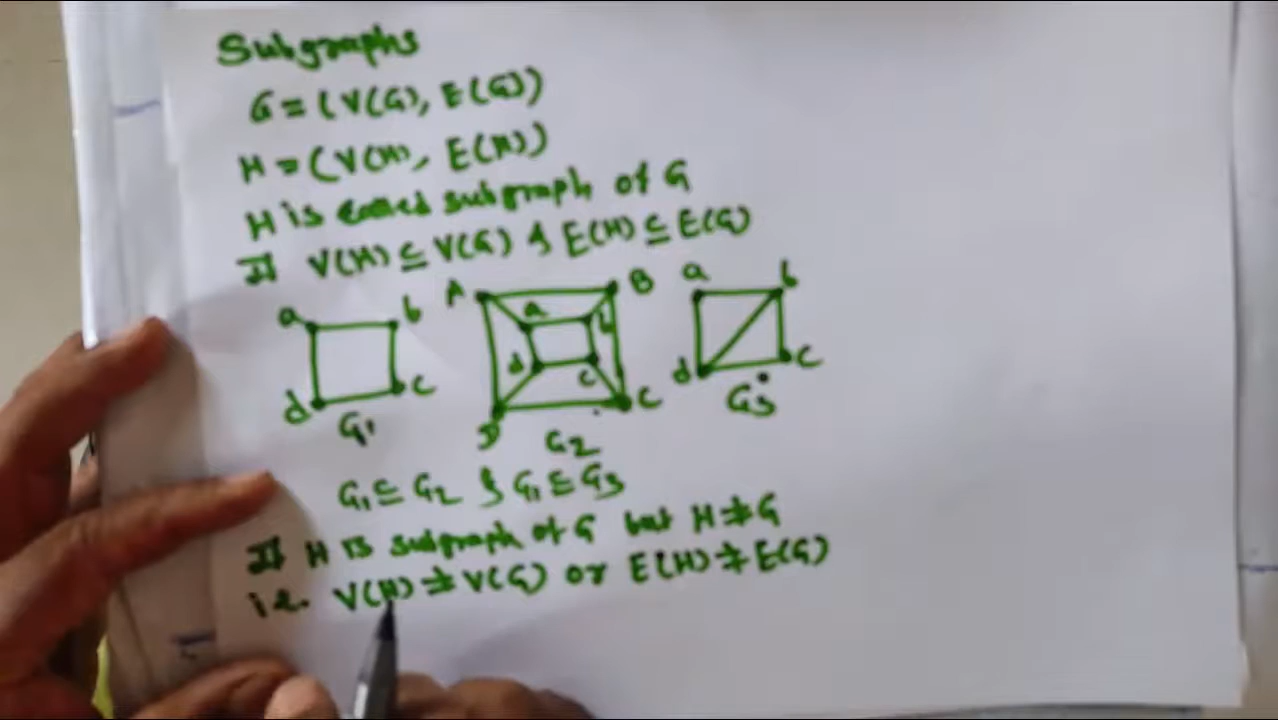 Subgraphs
G = (V(G), E(G))
H = (V(H), E(H))
H is called subgraph of G
If V(H) ⊆ V(G) & E(H) ⊆ E(G)
a b d c G1
A B a b d c D C G2
a b d c G3
G1 ⊆ G2 & G1 ⊆ G3
If H is subgraph of G but H ≠ G
i.e. V(H) ≠ V(G) or E(H) ≠ E(G)